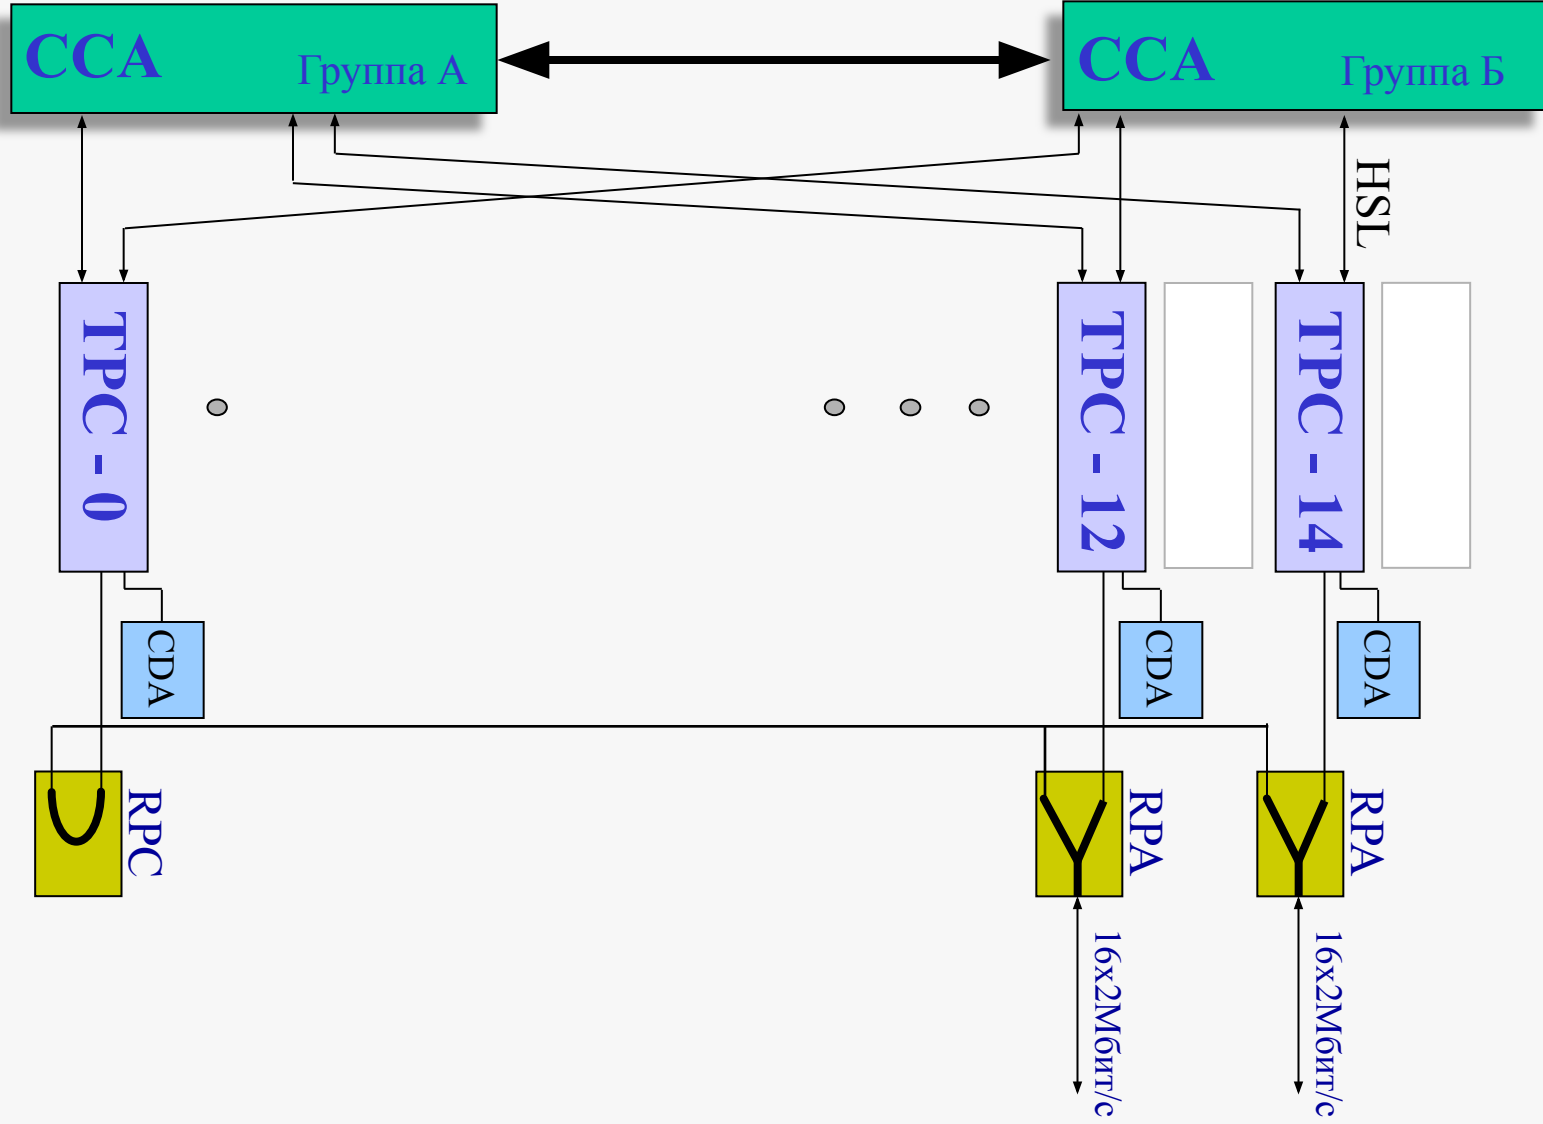 CCA
Группа А
CCA
Группа Б
HSL
TPC - 0
TPC - 12
TPC - 14
CDA
CDA
CDA
RPC
RPA
RPA
16x2Мбит/с
16x2Мбит/с